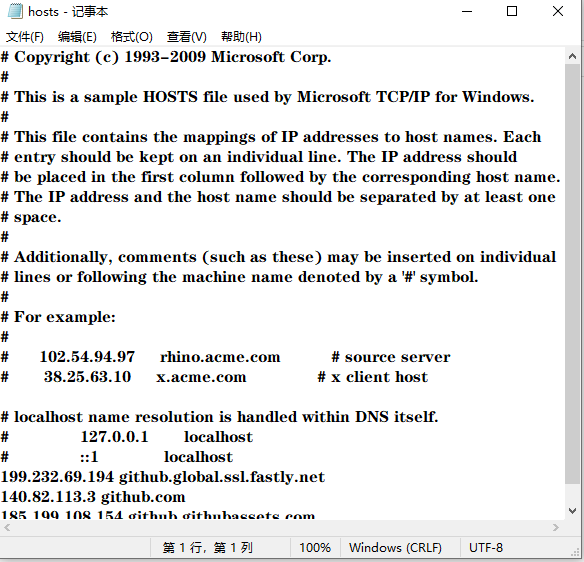 hosts - 记事本
文件(F) 编辑(E) 格式(O) 查看(V) 帮助(H)
# Copyright (c) 1993-2009 Microsoft Corp.
#
# This is a sample HOSTS file used by Microsoft TCP/IP for Windows.
#
# This file contains the mappings of IP addresses to host names. Each
# entry should be kept on an individual line. The IP address should
# be placed in the first column followed by the corresponding host name.
# The IP address and the host name should be separated by at least one
# space.
#
# Additionally, comments (such as these) may be inserted on individual
# lines or following the machine name denoted by a '#' symbol.
#
# For example:
#
# 102.54.94.97 rhino.acme.com # source server
# 38.25.63.10 x.acme.com # x client host
# localhost name resolution is handled within DNS itself.
# 127.0.0.1 localhost
# ::1 localhost
199.232.69.194 github.global.ssl.fastly.net
140.82.113.3 github.com
185.199.108.154 github.githubassets.com
第 1 行，第 1 列 100% Windows (CRLF) UTF-8